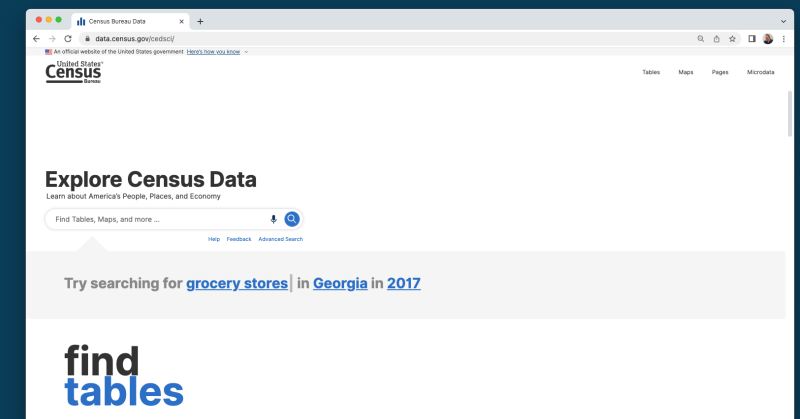 Census Bureau Data
data.census.gov/cedsci/
An official website of the United States government Here's how you know
United States®
Census
Bureau
Tables Maps Pages Microdata
Explore Census Data
Learn about America's People, Places, and Economy
Find Tables, Maps, and more ...
Help Feedback Advanced Search
Try searching for grocery stores in Georgia in 2017
find
tables